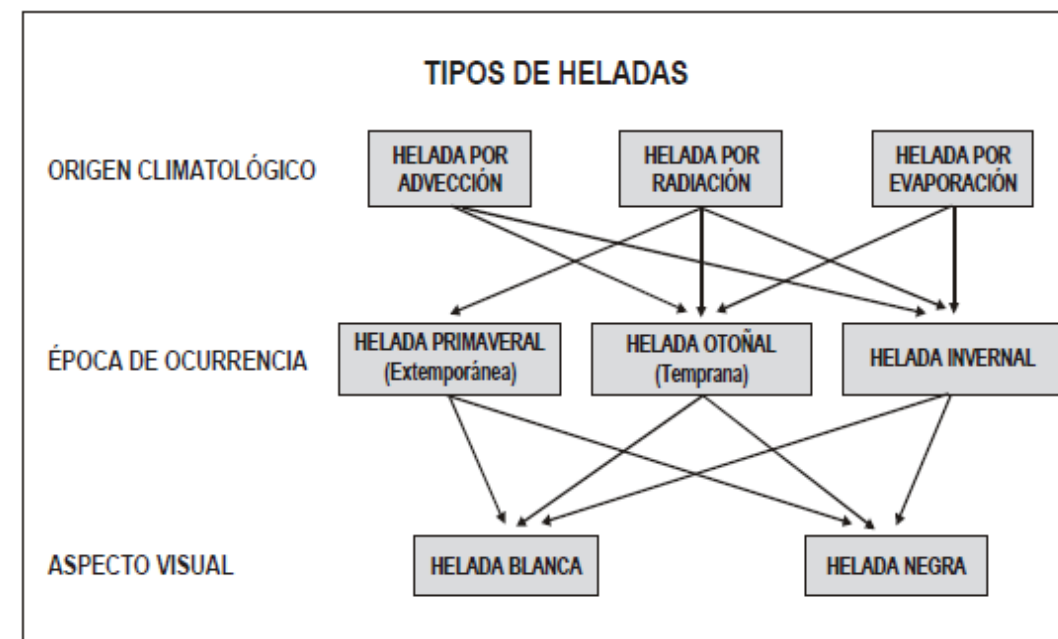 TIPOS DE HELADAS
ORIGEN CLIMATOLÓGICO
HELADA POR
ADVECCIÓN
HELADA POR
RADIACIÓN
HELADA POR
EVAPORACIÓN
ÉPOCA DE OCURRENCIA
HELADA PRIMAVERAL
(Extemporánea)
HELADA OTOÑAL
(Temprana)
HELADA INVERNAL
ASPECTO VISUAL
HELADA BLANCA
HELADA NEGRA